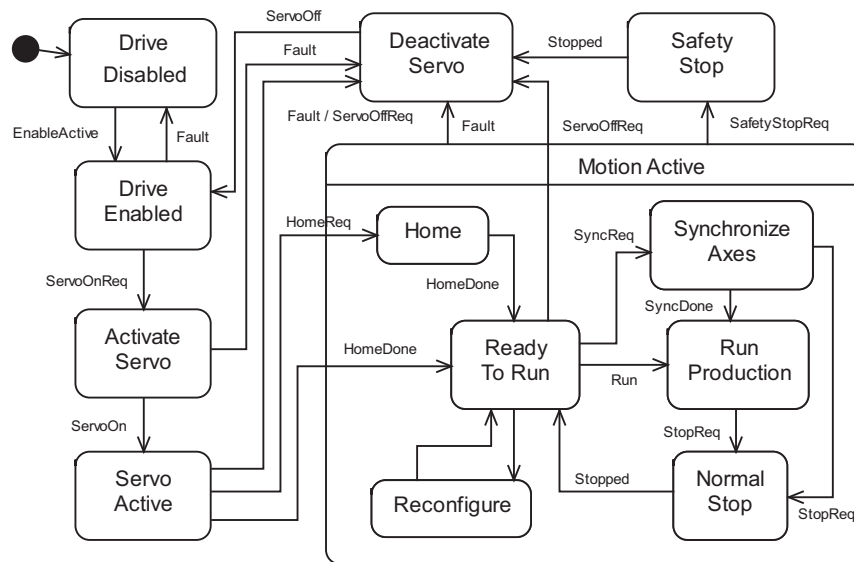 ServoOff
Drive
Disabled
Deactivate
Servo
Stopped
Safety
Stop
Fault
EnableActive
Fault
Fault / ServoOffReq
Fault
ServoOffReq
SafetyStopReq
Motion Active
Drive
Enabled
HomeReq
Home
SyncReq
Synchronize
Axes
ServoOnReq
HomeDone
SyncDone
Activate
Servo
HomeDone
Ready
To Run
Run
Run
Production
ServoOn
StopReq
Servo
Active
Reconfigure
Stopped
Normal
Stop
StopReq